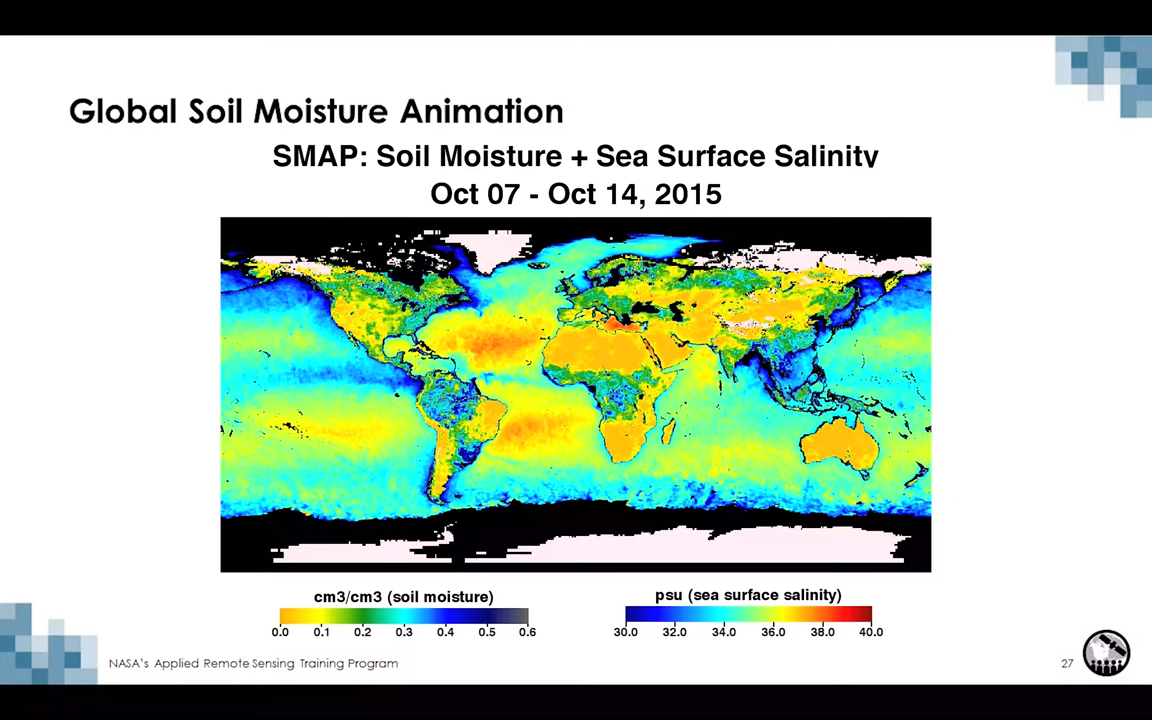 Global Soil Moisture Animation
SMAP: Soil Moisture + Sea Surface Salinity
Oct 07 - Oct 14, 2015
cm3/cm3 (soil moisture)
0.0 0.1 0.2 0.3 0.4 0.5 0.6
psu (sea surface salinity)
30.0 32.0 34.0 36.0 38.0 40.0
NASA's Applied Remote Sensing Training Program
27